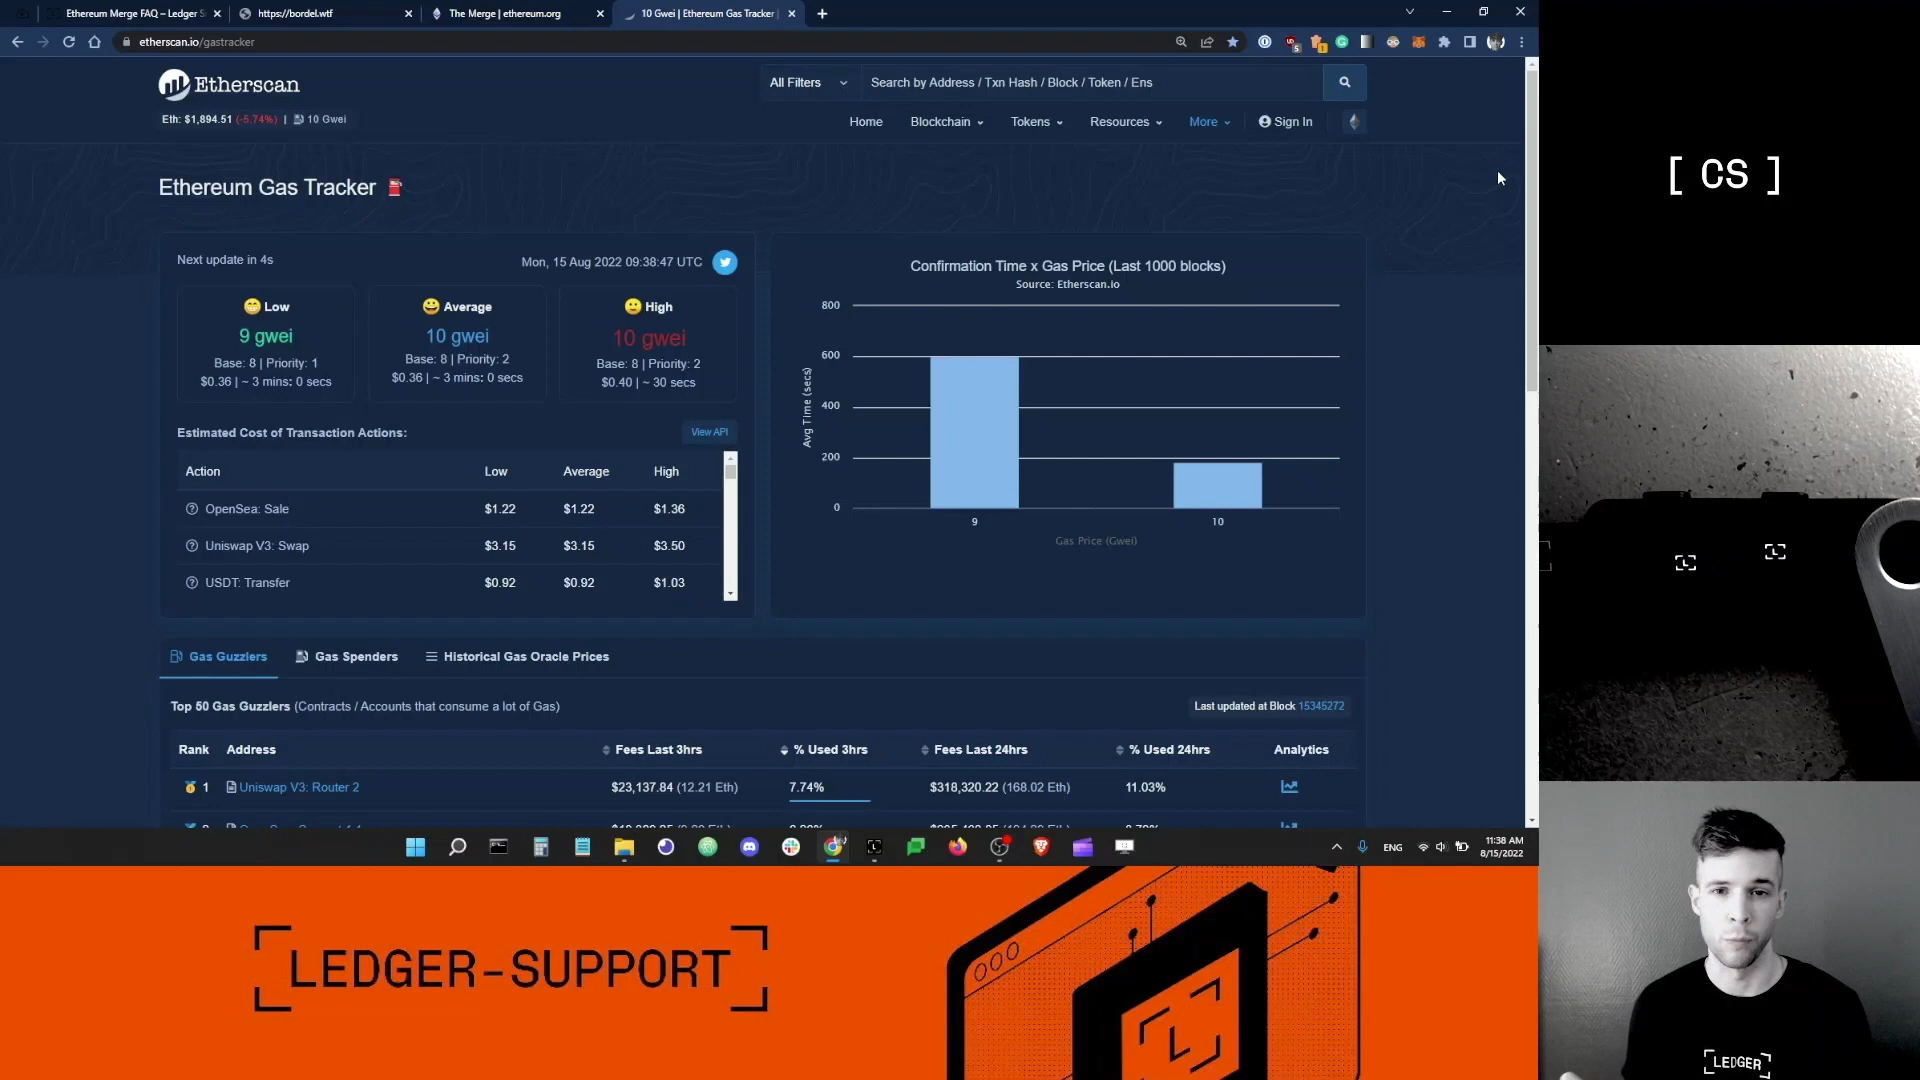 Ethereum Merge FAQ – Ledger S
https://bordel.wtf
The Merge | ethereum.org
10 Gwei | Ethereum Gas Tracker |
etherscan.io/gastracker
Etherscan
All Filters
Search by Address / Txn Hash / Block / Token / Ens
Eth: $1,894.51 (-5.74%) | 10 Gwei
Home
Blockchain
Tokens
Resources
More
Sign In
[ CS ]
Ethereum Gas Tracker
Next update in 4s
Mon, 15 Aug 2022 09:38:47 UTC
Low
9 gwei
Base: 8 | Priority: 1
$0.36 | ~ 3 mins: 0 secs
Average
10 gwei
Base: 8 | Priority: 2
$0.36 | ~ 3 mins: 0 secs
High
10 gwei
Base: 8 | Priority: 2
$0.40 | ~ 30 secs
Estimated Cost of Transaction Actions:
View API
Action Low Average High
OpenSea: Sale $1.22 $1.22 $1.36
Uniswap V3: Swap $3.15 $3.15 $3.50
USDT: Transfer $0.92 $0.92 $1.03
Confirmation Time x Gas Price (Last 1000 blocks)
Source: Etherscan.io
Avg Time (secs)
800
600
400
200
0
9 10
Gas Price (Gwei)
Gas Guzzlers
Gas Spenders
Historical Gas Oracle Prices
Top 50 Gas Guzzlers (Contracts / Accounts that consume a lot of Gas)
Last updated at Block 15345272
Rank Address Fees Last 3hrs % Used 3hrs Fees Last 24hrs % Used 24hrs Analytics
1 Uniswap V3: Router 2 $23,137.84 (12.21 Eth) 7.74% $318,320.22 (168.02 Eth) 11.03%
ENG
11:38 AM
8/15/2022
LEDGER-SUPPORT
LEDGER